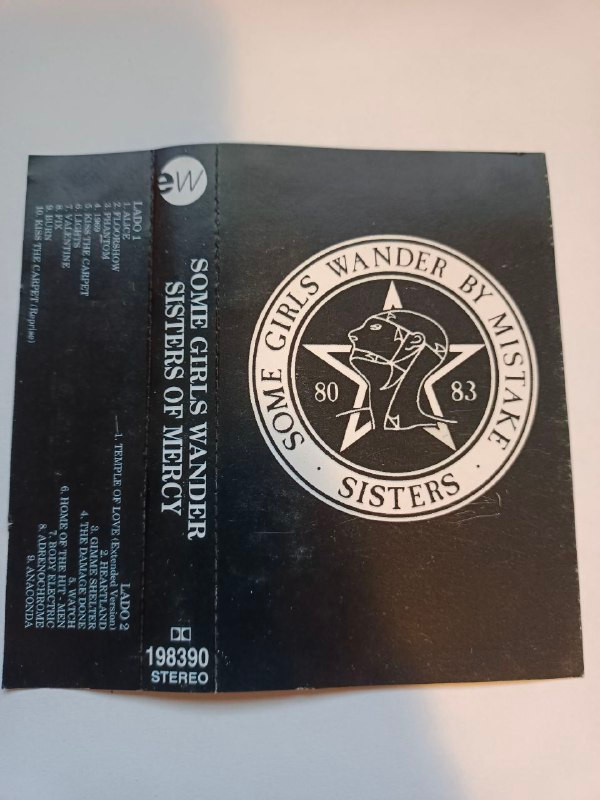 LADO 1
1. ALICE
2. FLOORSHOW
3. PHANTOM
4. 1969
5. KISS THE CARPET
6. LIGHTS
7. VALENTINE
8. FIX
9. BURN
10. KISS THE CARPET (Reprise)
LADO 2
1. TEMPLE OF LOVE (Extended Version)
2. HEARTLAND
3. GIMME SHELTER
4. THE DAMAGE DONE
5. WATCH
6. HOME OF THE HIT - MEN
7. BODY ELECTRIC
8. ADRENOCHROME
9. ANACONDA
ew
SOME GIRLS WANDER
SISTERS OF MERCY
198390
STEREO
SOME GIRLS WANDER BY MISTAKE
80 83
· SISTERS ·